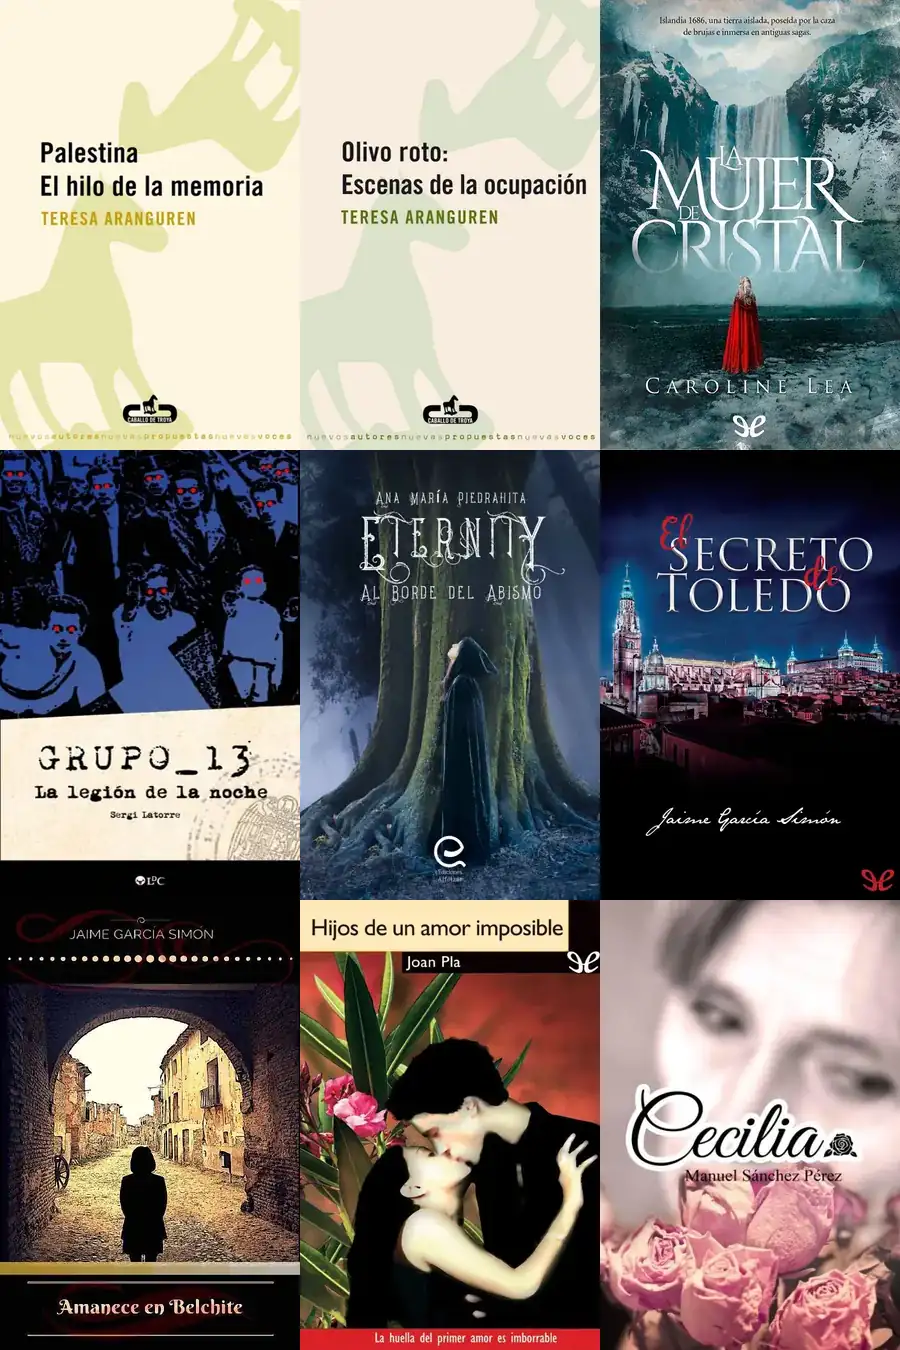 Palestina
El hilo de la memoria
TERESA ARANGUREN
CABALLO DE TROYA
nuevosautoresnuevaspropuestasnuevasvoces
Olivo roto:
Escenas de la ocupación
TERESA ARANGUREN
CABALLO DE TROYA
nuevosautoresnuevaspropuestasnuevasvoces
Islandia 1686, una tierra aislada, poseída por la caza
de brujas e inmersa en antiguas sagas.
LA
MUJER
DE
CRISTAL
CAROLINE LEA
GRUPO_13
La legión de la noche
Sergi Latorre
LDC
ANA MARÍA PIEDRAHITA
ETERNITY
AL BORDE DEL ABISMO
Ediciones
El
SECRETO
de
TOLEDO
Jaime García Simón
JAIME GARCÍA SIMÓN
Amanece en Belchite
Hijos de un amor imposible
Joan Pla
La huella del primer amor es imborrable
Cecilia
Manuel Sánchez Pérez